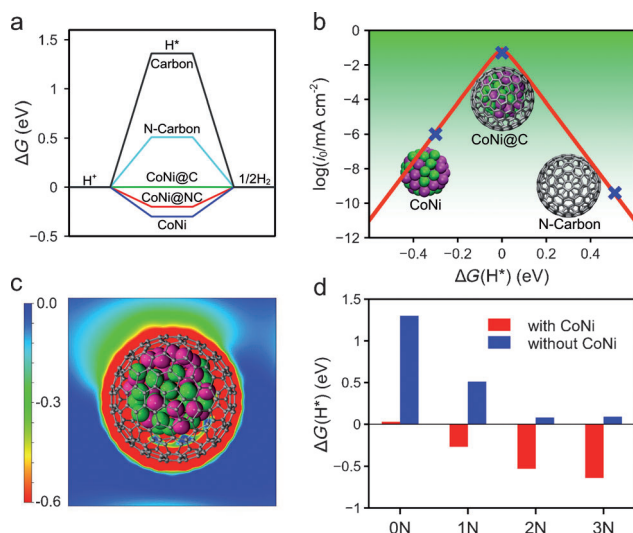 a
ΔG (eV)
1.5
1.0
0.5
0.0
−0.5
H*
Carbon
N-Carbon
H⁺
CoNi@C
1/2H₂
CoNi@NC
CoNi
b
log(i₀/mA cm⁻²)
0
−2
−4
−6
−8
−10
−12
CoNi@C
CoNi
N-Carbon
−0.4 −0.2 0.0 0.2 0.4
ΔG(H*) (eV)
c
0.0
-0.3
-0.6
d
ΔG(H*) (eV)
1.5
1
0.5
0
−0.5
−1
with CoNi
without CoNi
0N 1N 2N 3N